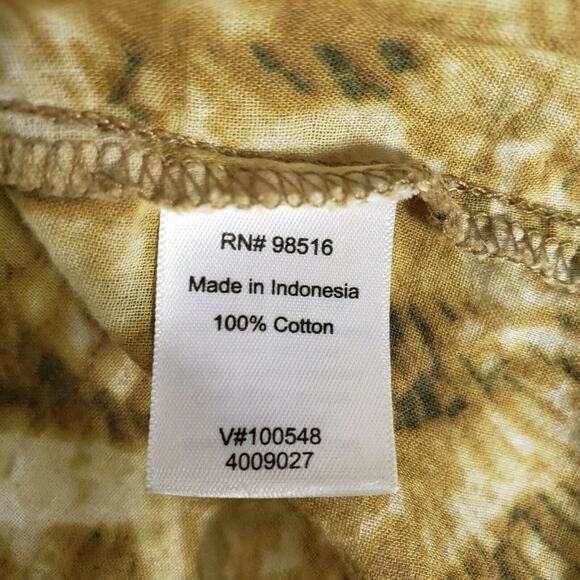 RN# 98516
Made in Indonesia
100% Cotton
V#100548
4009027